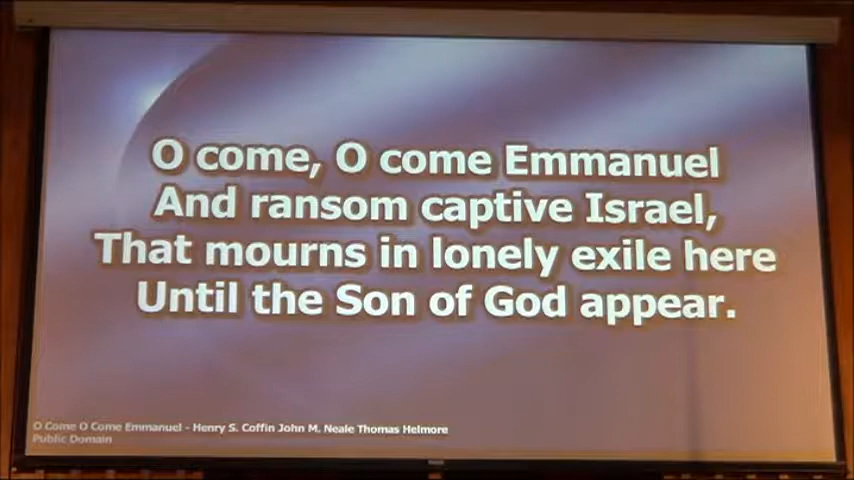 O come, O come Emmanuel
And ransom captive Israel,
That mourns in lonely exile here
Until the Son of God appear.
O Come O Come Emmanuel - Henry S. Coffin John M. Neale Thomas Helmore
Public Domain